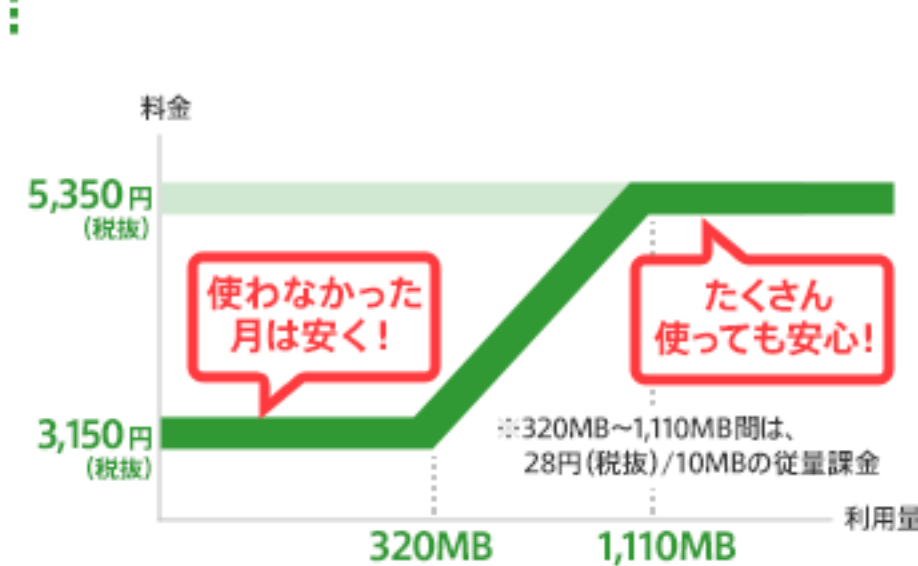 料金
5,350円
(税抜)
使わなかった
月は安く!
たくさん
使っても安心!
3,150円
(税抜)
※320MB～1,110MB間は、
28円(税抜)/10MBの従量課金
利用量
320MB
1,110MB